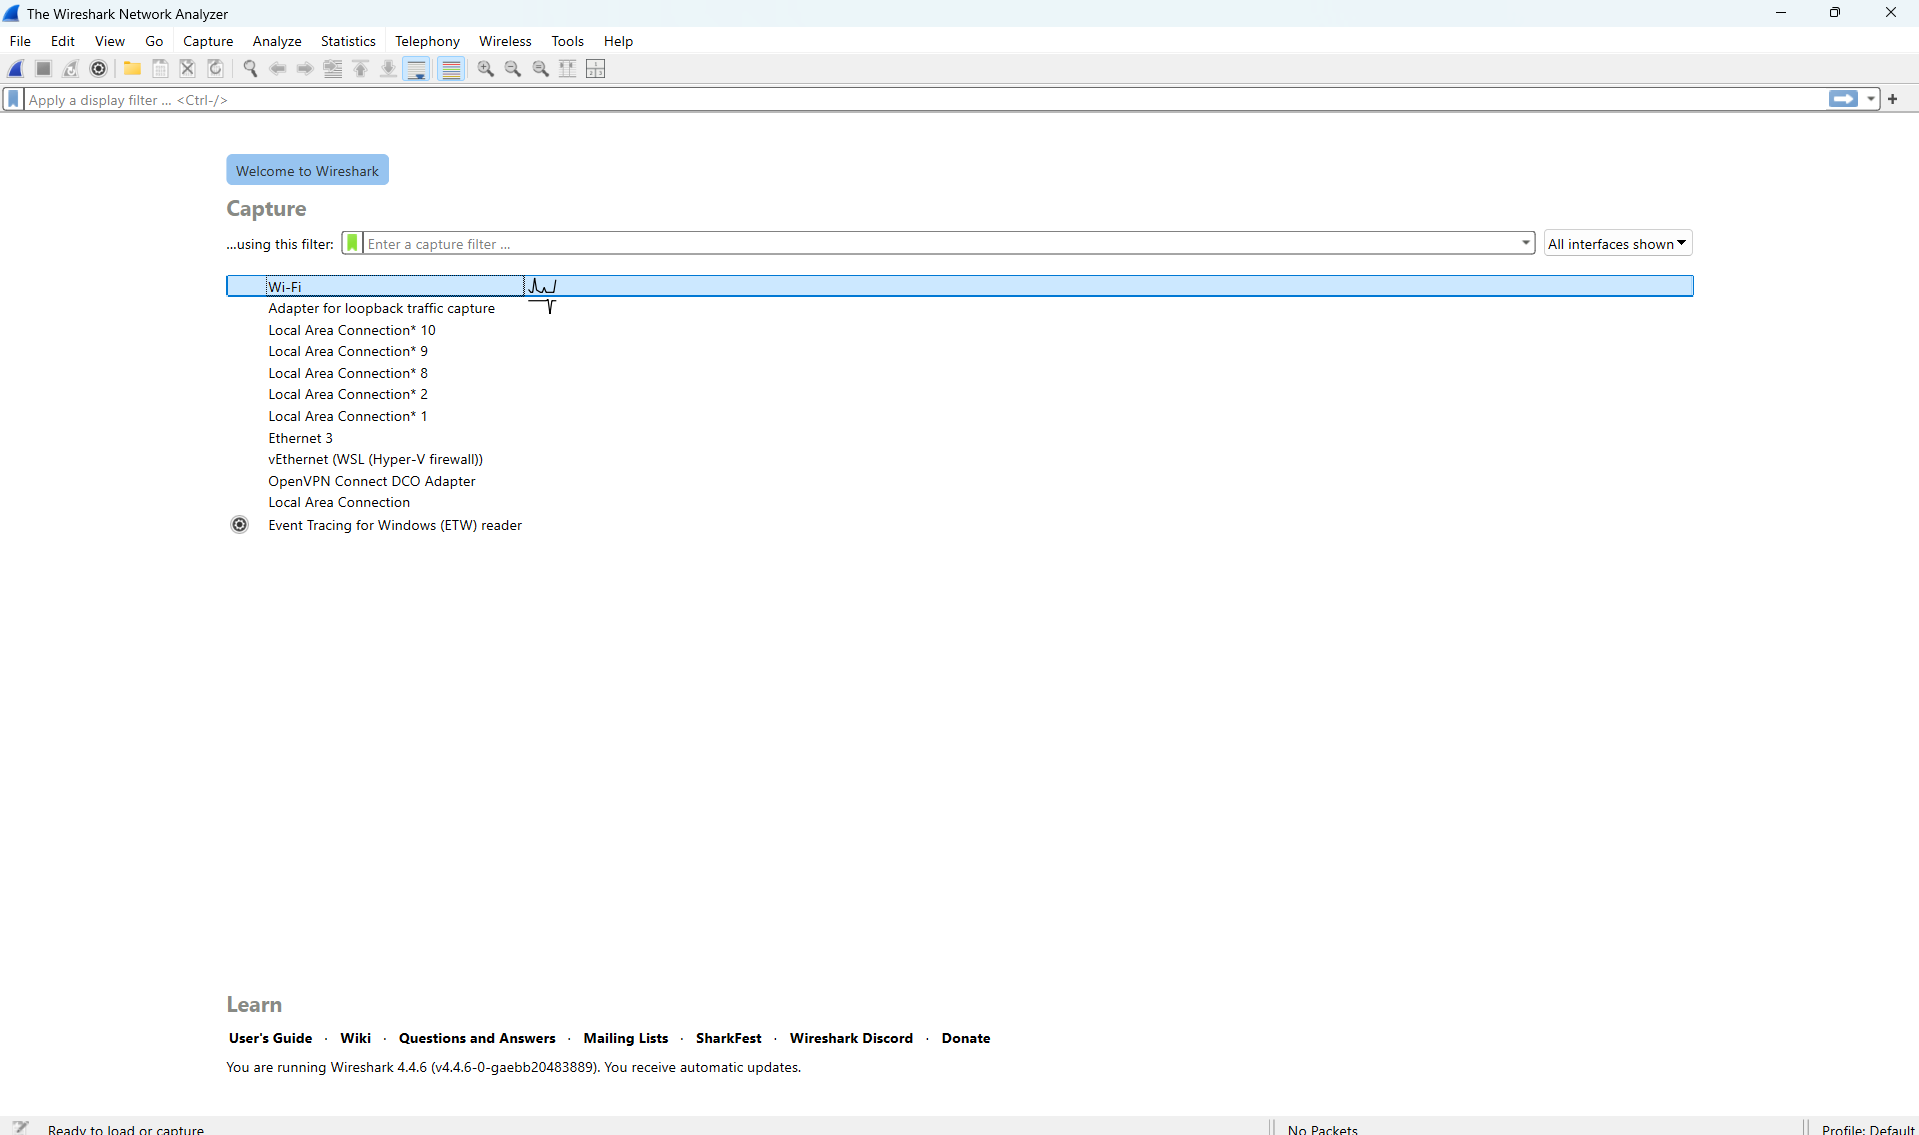 The Wireshark Network Analyzer
File Edit View Go Capture Analyze Statistics Telephony Wireless Tools Help
Apply a display filter ... <Ctrl-/>
Welcome to Wireshark
Capture
...using this filter: Enter a capture filter ... All interfaces shown
Wi-Fi
Adapter for loopback traffic capture
Local Area Connection* 10
Local Area Connection* 9
Local Area Connection* 8
Local Area Connection* 2
Local Area Connection* 1
Ethernet 3
vEthernet (WSL (Hyper-V firewall))
OpenVPN Connect DCO Adapter
Local Area Connection
Event Tracing for Windows (ETW) reader
Learn
User's Guide · Wiki · Questions and Answers · Mailing Lists · SharkFest · Wireshark Discord · Donate
You are running Wireshark 4.4.6 (v4.4.6-0-gaebb20483889). You receive automatic updates.
Ready to load or capture No Packets Profile: Default